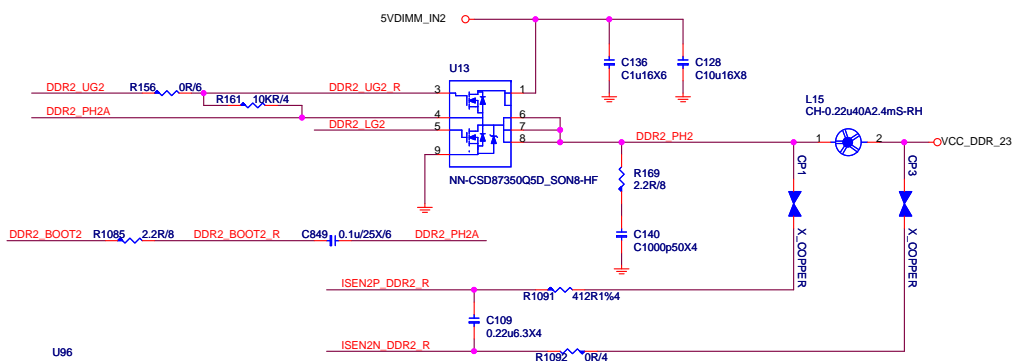 5VDIMM_IN2
U13
C136
C1u16X6
C128
C10u16X8
L15
CH-0.22u40A2.4mS-RH
DDR2_UG2
R156
0R/6
DDR2_UG2_R
3
1
R161
10KR/4
DDR2_PH2A
4
6
DDR2_LG2
5
7
8
DDR2_PH2
1
2
VCC_DDR_23
9
NN-CSD87350Q5D_SON8-HF
R169
2.2R/8
CP1
CP3
C140
C1000p50X4
X_COPPER
X_COPPER
DDR2_BOOT2
R1085
2.2R/8
DDR2_BOOT2_R
C849
0.1u/25X/6
DDR2_PH2A
ISEN2P_DDR2_R
R1091
412R1%4
C109
0.22u6.3X4
ISEN2N_DDR2_R
R1092
0R/4
U96